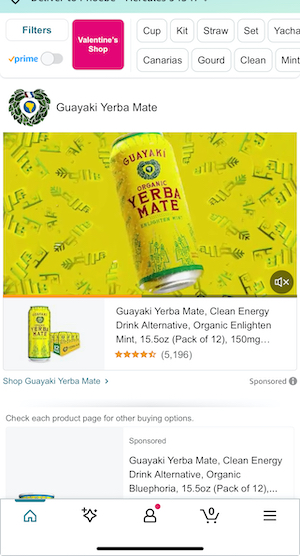 Filters
Valentine's
Shop
Cup
Kit
Straw
Set
prime
Canarias
Gourd
Clean
Mint
Guayaki Yerba Mate
GUAYAKI
ORGANIC
YERBA
MATE
ENLIGHTEN MINT
YERBA
MATE
Guayaki Yerba Mate, Clean Energy
Drink Alternative, Organic Enlighten
Mint, 15.5oz (Pack of 12), 150mg...
(5,196)
Shop Guayaki Yerba Mate >
Sponsored
Check each product page for other buying options.
Sponsored
Guayaki Yerba Mate, Clean Energy
Drink Alternative, Organic
Bluephoria, 15.5oz (Pack of 12),...
0